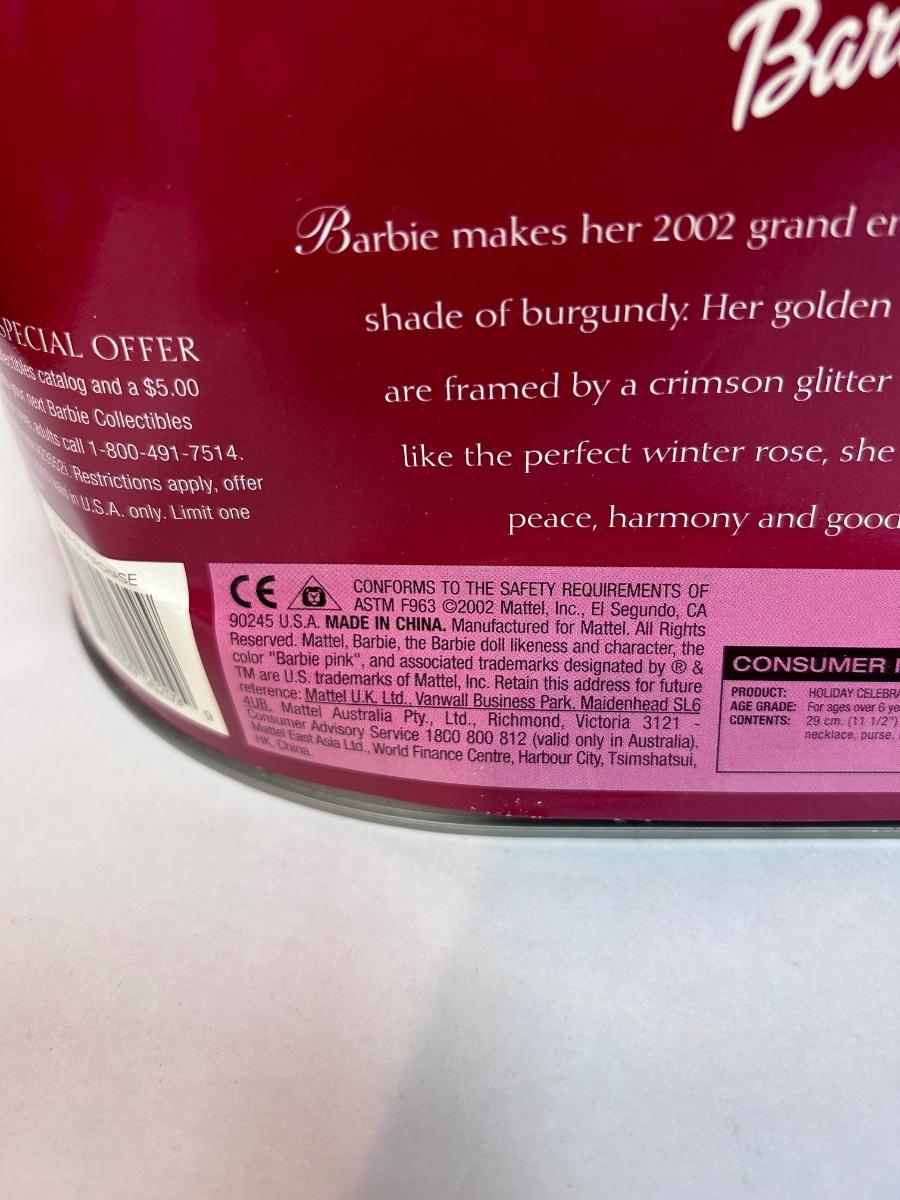 Bar
Barbie makes her 2002 grand en
shade of burgundy. Her golden
are framed by a crimson glitter
like the perfect winter rose, she
peace, harmony and good
SPECIAL OFFER
catalog and a $5.00
next Barbie Collectibles
adults call 1-800-491-7514.
Restrictions apply, offer
in U.S.A. only. Limit one
CE
CONFORMS TO THE SAFETY REQUIREMENTS OF
ASTM F963 ©2002 Mattel, Inc., El Segundo, CA
90245 U.S.A. MADE IN CHINA. Manufactured for Mattel. All Rights
Reserved. Mattel, Barbie, the Barbie doll likeness and character, the
color "Barbie pink", and associated trademarks designated by ® &
TM are U.S. trademarks of Mattel, Inc. Retain this address for future
reference: Mattel U.K. Ltd., Vanwall Business Park, Maidenhead SL6
4UB. Mattel Australia Pty., Ltd., Richmond, Victoria 3121 -
Consumer Advisory Service 1800 800 812 (valid only in Australia).
Mattel East Asia Ltd., World Finance Centre, Harbour City, Tsimshatsui,
HK, China.
CONSUMER I
PRODUCT: HOLIDAY CELEBRA
AGE GRADE: For ages over 6 ye
CONTENTS: 29 cm. (11 1/2")
necklace, purse,